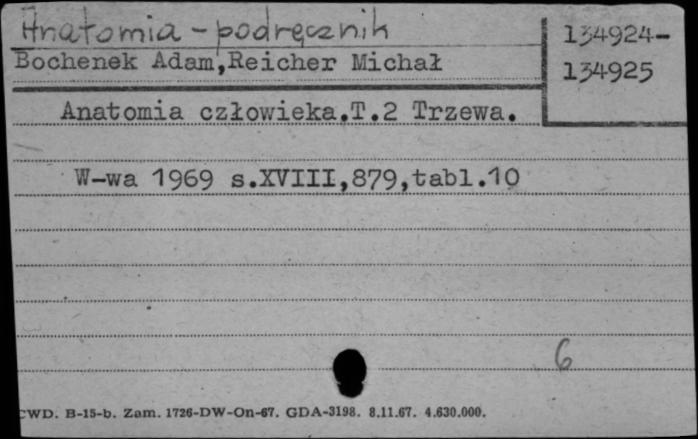 Anatomia - podręcznik
134924-
134925
Bochenek Adam,Reicher Michał
Anatomia człowieka.T.2 Trzewa.
W-wa 1969 s.XVIII,879,tabl.10
6
CWD. B-15-b. Zam. 1726-DW-On-67. GDA-3198. 8.11.67. 4.630.000.